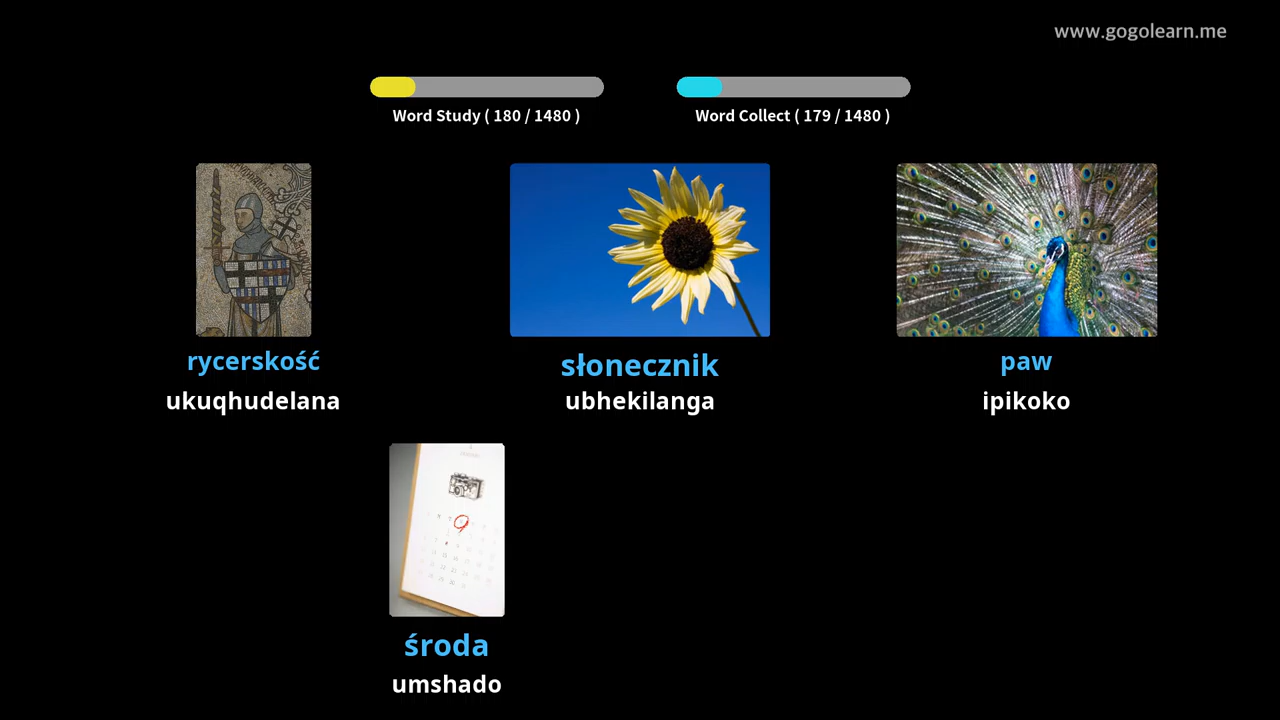 www.gogolearn.me
Word Study ( 180 / 1480 )
Word Collect ( 179 / 1480 )
rycerskość
ukuqhudelana
słonecznik
ubhekilanga
paw
ipikoko
środa
umshado